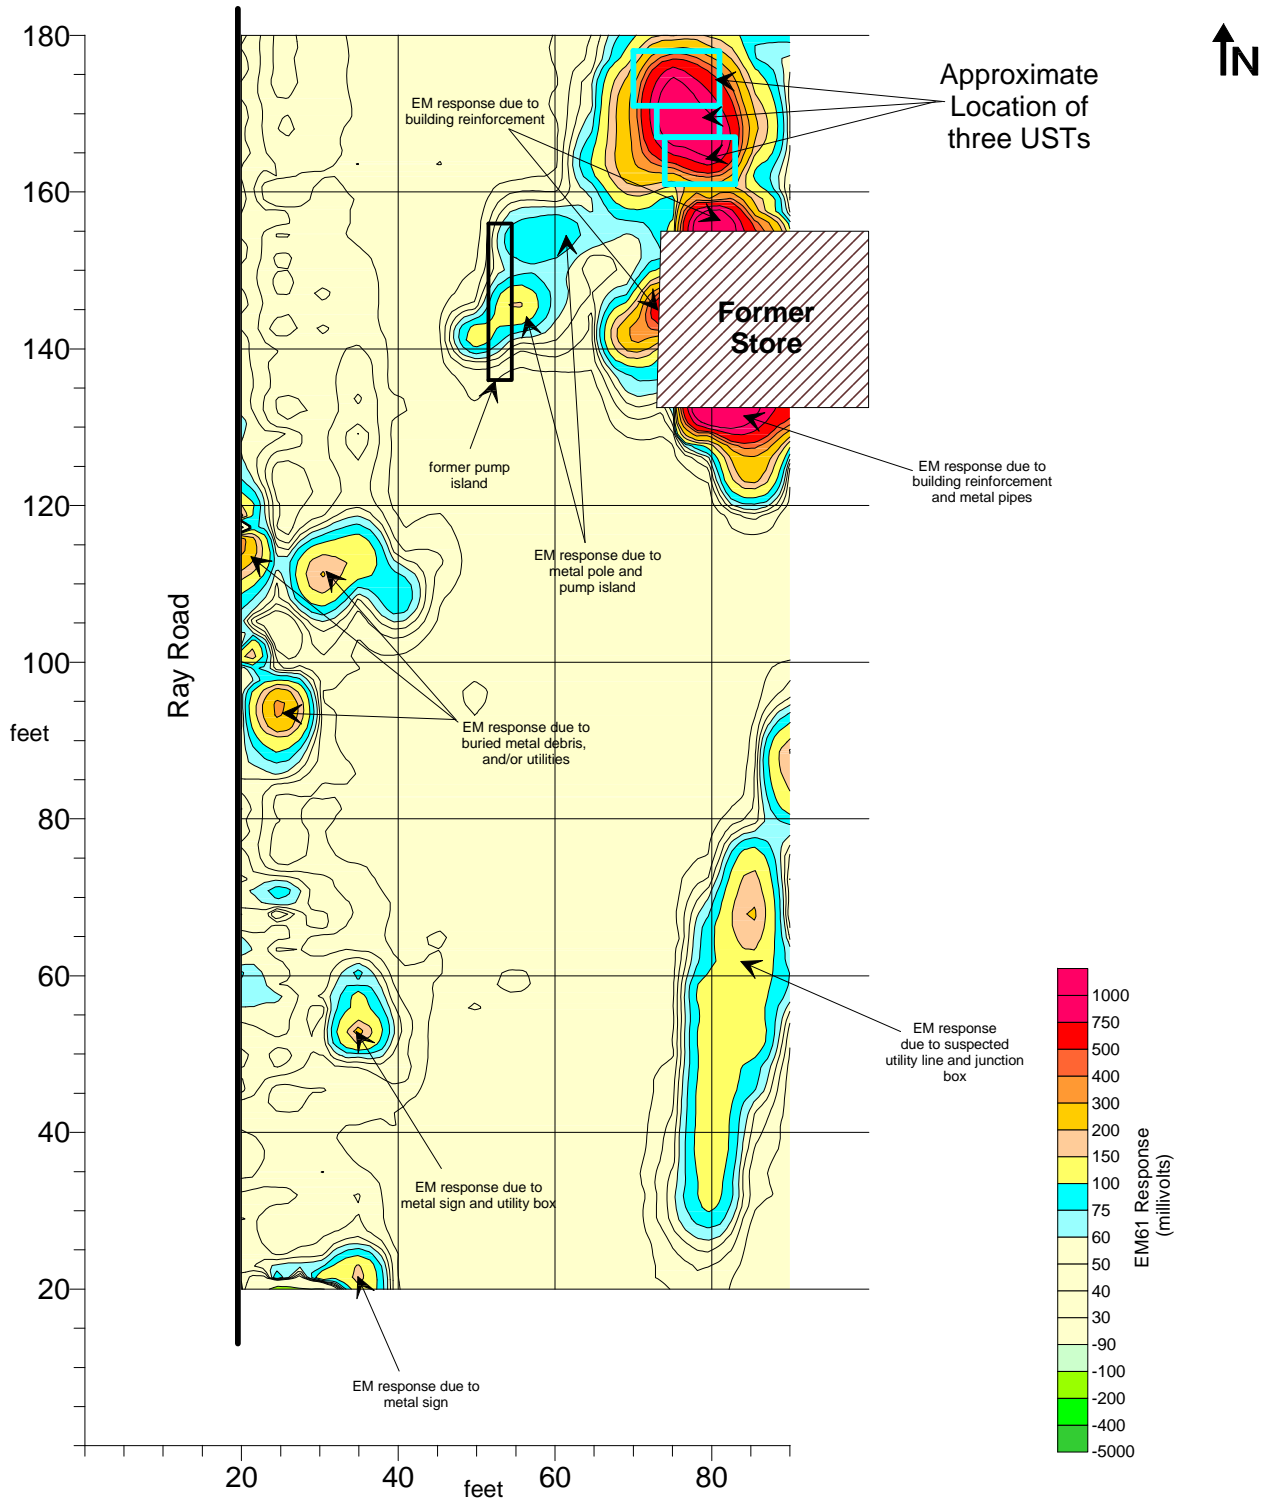 180
160
140
120
100
feet
80
60
40
20
20
40
feet
60
80
N
Ray Road
EM response due to
building reinforcement
Approximate
Location of
three USTs
Former
Store
former pump
island
EM response due to
building reinforcement
and metal pipes
EM response due to
metal pole and
pump island
EM response due to
buried metal debris,
and/or utilities
EM response
due to suspected
utility line and junction
box
EM response due to
metal sign and utility box
EM response due to
metal sign
1000
750
500
400
300
200
150
100
75
60
50
40
30
-90
-100
-200
-400
-5000
EM61 Response
(millivolts)